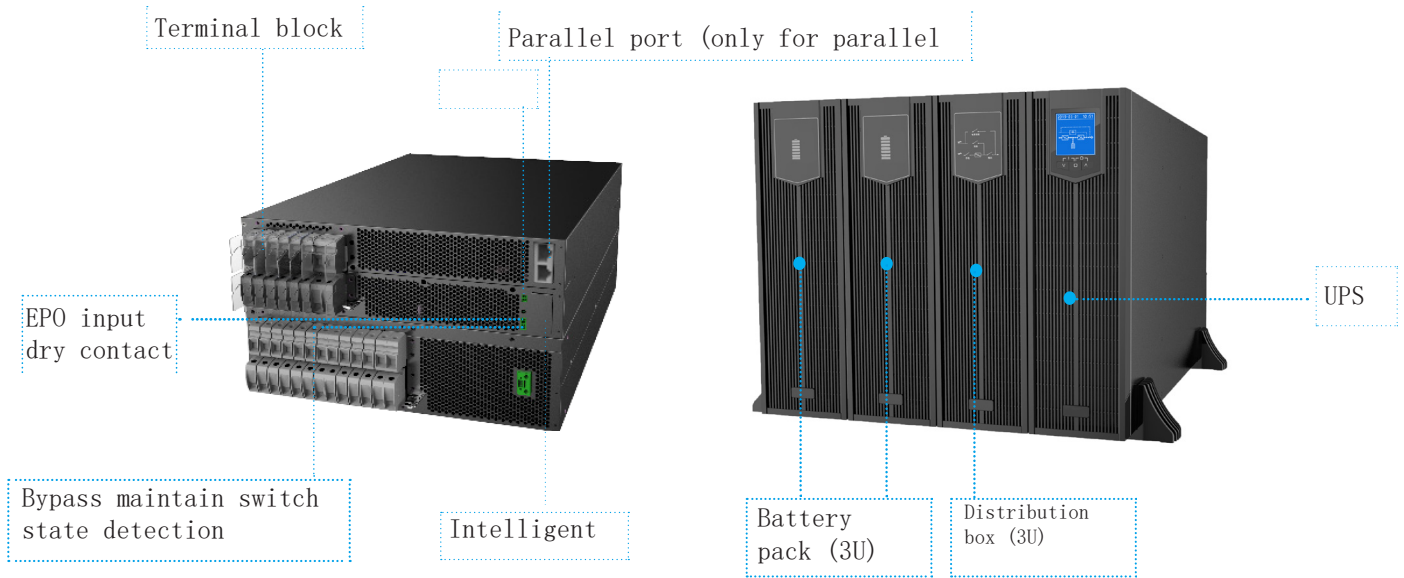 Terminal block
Parallel port (only for parallel
EPO input
dry contact
UPS
Bypass maintain switch
state detection
Intelligent
Battery
pack (3U)
Distribution
box (3U)